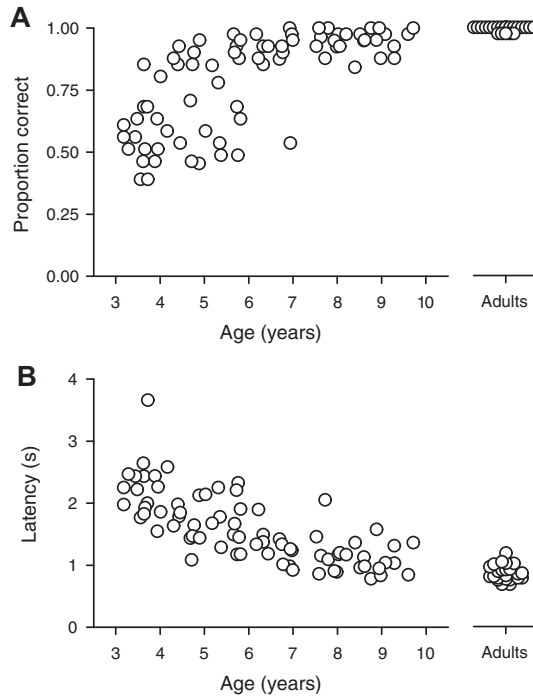 A
1.00
0.75
0.50
0.25
0.00
Proportion correct
3 4 5 6 7 8 9 10 Adults
Age (years)
B
4
3
2
1
0
Latency (s)
3 4 5 6 7 8 9 10 Adults
Age (years)